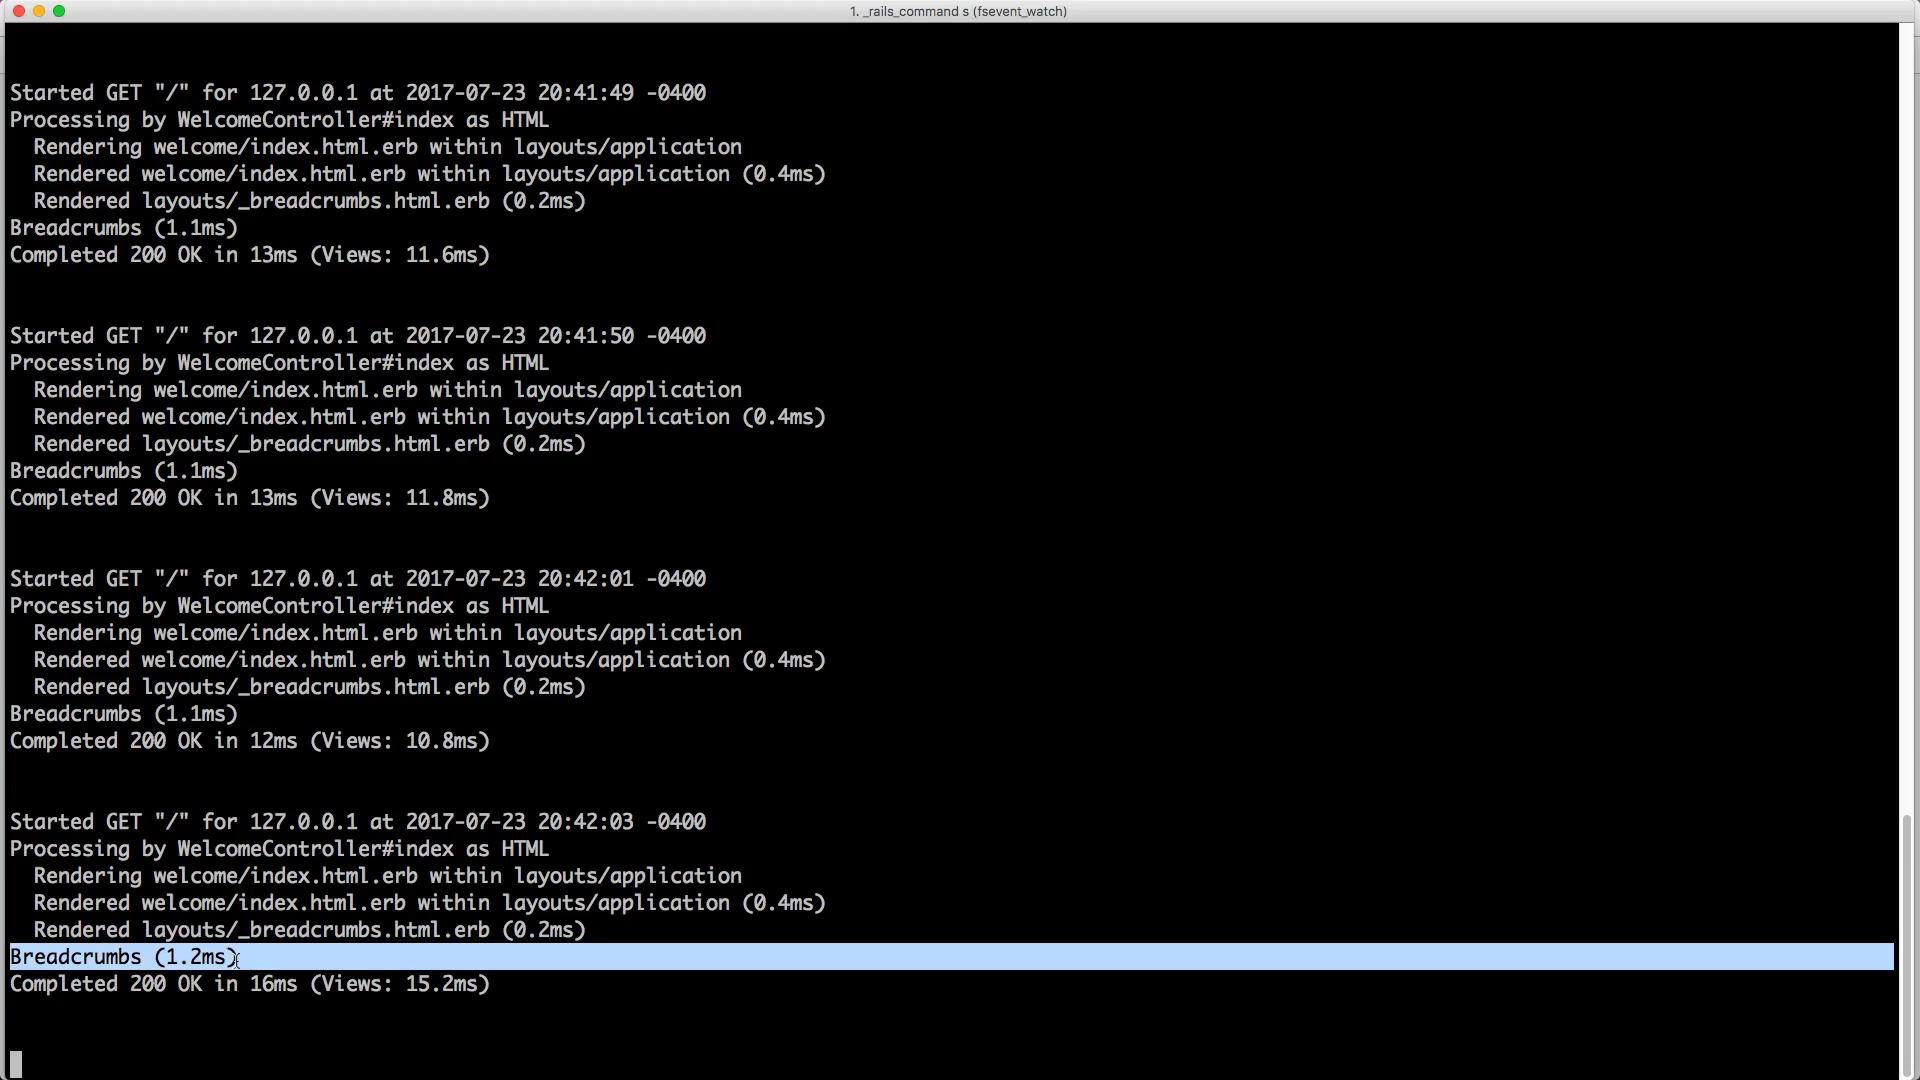 1. _rails_command s (fsevent_watch)
Started GET "/" for 127.0.0.1 at 2017-07-23 20:41:49 -0400
Processing by WelcomeController#index as HTML
  Rendering welcome/index.html.erb within layouts/application
  Rendered welcome/index.html.erb within layouts/application (0.4ms)
  Rendered layouts/_breadcrumbs.html.erb (0.2ms)
Breadcrumbs (1.1ms)
Completed 200 OK in 13ms (Views: 11.6ms)
Started GET "/" for 127.0.0.1 at 2017-07-23 20:41:50 -0400
Processing by WelcomeController#index as HTML
  Rendering welcome/index.html.erb within layouts/application
  Rendered welcome/index.html.erb within layouts/application (0.4ms)
  Rendered layouts/_breadcrumbs.html.erb (0.2ms)
Breadcrumbs (1.1ms)
Completed 200 OK in 13ms (Views: 11.8ms)
Started GET "/" for 127.0.0.1 at 2017-07-23 20:42:01 -0400
Processing by WelcomeController#index as HTML
  Rendering welcome/index.html.erb within layouts/application
  Rendered welcome/index.html.erb within layouts/application (0.4ms)
  Rendered layouts/_breadcrumbs.html.erb (0.2ms)
Breadcrumbs (1.1ms)
Completed 200 OK in 12ms (Views: 10.8ms)
Started GET "/" for 127.0.0.1 at 2017-07-23 20:42:03 -0400
Processing by WelcomeController#index as HTML
  Rendering welcome/index.html.erb within layouts/application
  Rendered welcome/index.html.erb within layouts/application (0.4ms)
  Rendered layouts/_breadcrumbs.html.erb (0.2ms)
Breadcrumbs (1.2ms)
Completed 200 OK in 16ms (Views: 15.2ms)